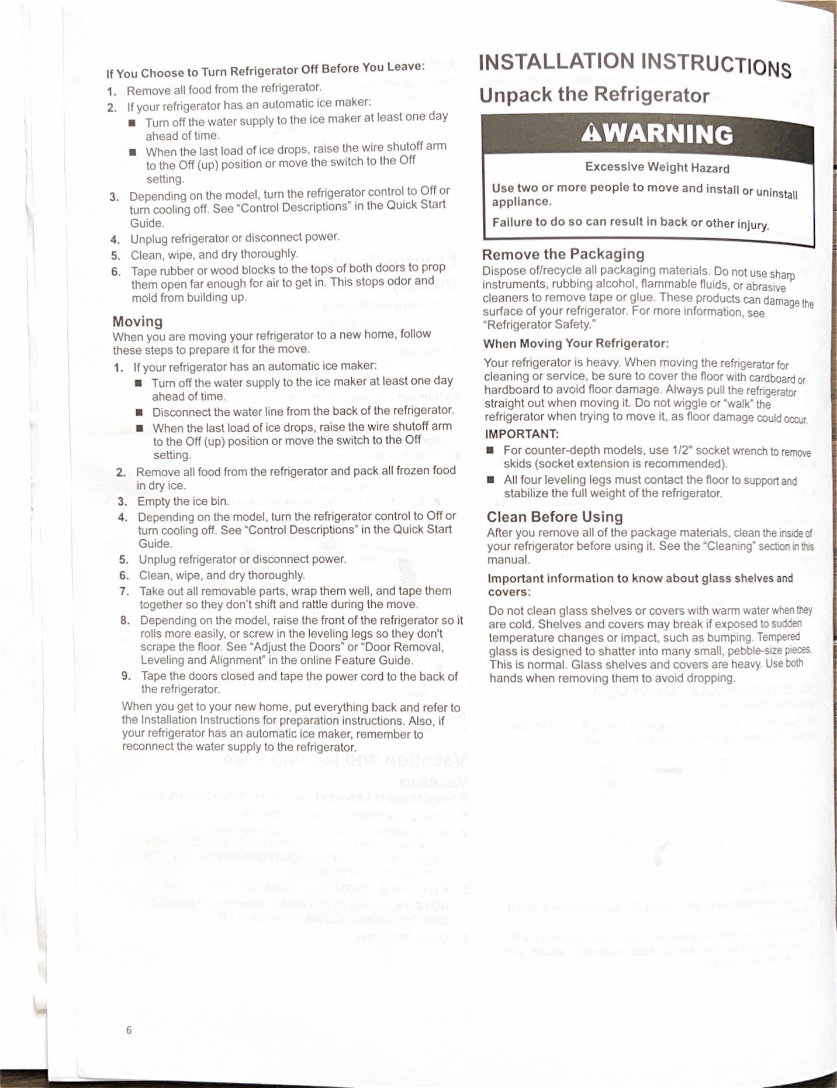 If You Choose to Turn Refrigerator Off Before You Leave:
1. Remove all food from the refrigerator.
2. If your refrigerator has an automatic ice maker:
■ Turn off the water supply to the ice maker at least one day
ahead of time.
■ When the last load of ice drops, raise the wire shutoff arm
to the Off (up) position or move the switch to the Off
setting.
3. Depending on the model, turn the refrigerator control to Off or
turn cooling off. See “Control Descriptions” in the Quick Start
Guide.
4. Unplug refrigerator or disconnect power.
5. Clean, wipe, and dry thoroughly.
6. Tape rubber or wood blocks to the tops of both doors to prop
them open far enough for air to get in. This stops odor and
mold from building up.
Moving
When you are moving your refrigerator to a new home, follow
these steps to prepare it for the move.
1. If your refrigerator has an automatic ice maker:
■ Turn off the water supply to the ice maker at least one day
ahead of time.
■ Disconnect the water line from the back of the refrigerator.
■ When the last load of ice drops, raise the wire shutoff arm
to the Off (up) position or move the switch to the Off
setting.
2. Remove all food from the refrigerator and pack all frozen food
in dry ice.
3. Empty the ice bin.
4. Depending on the model, turn the refrigerator control to Off or
turn cooling off. See “Control Descriptions” in the Quick Start
Guide.
5. Unplug refrigerator or disconnect power.
6. Clean, wipe, and dry thoroughly.
7. Take out all removable parts, wrap them well, and tape them
together so they don't shift and rattle during the move.
8. Depending on the model, raise the front of the refrigerator so it
rolls more easily, or screw in the leveling legs so they don't
scrape the floor. See “Adjust the Doors” or “Door Removal,
Leveling and Alignment” in the online Feature Guide.
9. Tape the doors closed and tape the power cord to the back of
the refrigerator.
When you get to your new home, put everything back and refer to
the Installation Instructions for preparation instructions. Also, if
your refrigerator has an automatic ice maker, remember to
reconnect the water supply to the refrigerator.
INSTALLATION INSTRUCTIONS
Unpack the Refrigerator
⚠WARNING
Excessive Weight Hazard
Use two or more people to move and install or uninstall
appliance.
Failure to do so can result in back or other injury.
Remove the Packaging
Dispose of/recycle all packaging materials. Do not use sharp
instruments, rubbing alcohol, flammable fluids, or abrasive
cleaners to remove tape or glue. These products can damage the
surface of your refrigerator. For more information, see
“Refrigerator Safety.”
When Moving Your Refrigerator:
Your refrigerator is heavy. When moving the refrigerator for
cleaning or service, be sure to cover the floor with cardboard or
hardboard to avoid floor damage. Always pull the refrigerator
straight out when moving it. Do not wiggle or “walk” the
refrigerator when trying to move it, as floor damage could occur.
IMPORTANT:
■ For counter-depth models, use 1/2" socket wrench to remove
skids (socket extension is recommended).
■ All four leveling legs must contact the floor to support and
stabilize the full weight of the refrigerator.
Clean Before Using
After you remove all of the package materials, clean the inside of
your refrigerator before using it. See the “Cleaning” section in this
manual.
Important information to know about glass shelves and
covers:
Do not clean glass shelves or covers with warm water when they
are cold. Shelves and covers may break if exposed to sudden
temperature changes or impact, such as bumping. Tempered
glass is designed to shatter into many small, pebble-size pieces.
This is normal. Glass shelves and covers are heavy. Use both
hands when removing them to avoid dropping.
6